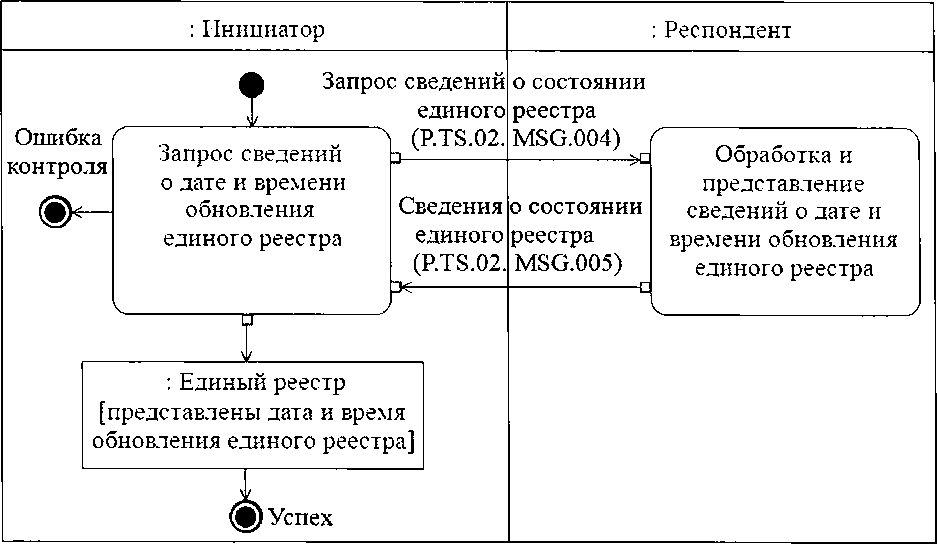 : Инициатор
: Респондент
Запрос сведений о состоянии
единого реестра
(P.TS.02. MSG.004)
Ошибка
контроля
Запрос сведений
о дате и времени
обновления
единого реестра
Обработка и
представление
сведений о дате и
времени обновления
единого реестра
Сведения о состоянии
единого реестра
(P.TS.02. MSG.005)
: Единый реестр
[представлены дата и время
обновления единого реестра]
Успех